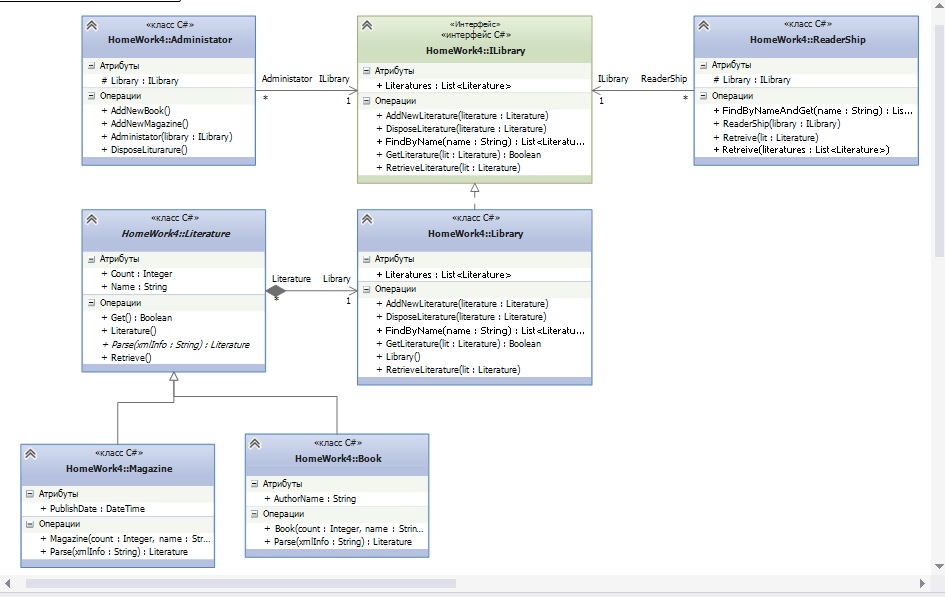 «класс C#»
HomeWork4::Administator
Атрибуты
# Library : ILibrary
Операции
+ AddNewBook()
+ AddNewMagazine()
+ Administator(library : ILibrary)
+ DisposeLiturarure()
Administator ILibrary
* 1
«Интерфейс»
«интерфейс C#»
HomeWork4::ILibrary
Атрибуты
+ Literatures : List<Literature>
Операции
+ AddNewLiterature(literature : Literature)
+ DisposeLiterature(literature : Literature)
+ FindByName(name : String) : List<Literatu...
+ GetLiterature(lit : Literature) : Boolean
+ RetrieveLiterature(lit : Literature)
ILibrary ReaderShip
1 *
«класс C#»
HomeWork4::ReaderShip
Атрибуты
# Library : ILibrary
Операции
+ FindByNameAndGet(name : String) : Lis...
+ ReaderShip(library : ILibrary)
+ Retreive(lit : Literature)
+ Retreive(literatures : List<Literature>)
«класс C#»
HomeWork4::Literature
Атрибуты
+ Count : Integer
+ Name : String
Операции
+ Get() : Boolean
+ Literature()
+ Parse(xmlInfo : String) : Literature
+ Retrieve()
Literature Library
* 1
«класс C#»
HomeWork4::Library
Атрибуты
+ Literatures : List<Literature>
Операции
+ AddNewLiterature(literature : Literature)
+ DisposeLiterature(literature : Literature)
+ FindByName(name : String) : List<Literatu...
+ GetLiterature(lit : Literature) : Boolean
+ Library()
+ RetrieveLiterature(lit : Literature)
«класс C#»
HomeWork4::Magazine
Атрибуты
+ PublishDate : DateTime
Операции
+ Magazine(count : Integer, name : Str...
+ Parse(xmlInfo : String) : Literature
«класс C#»
HomeWork4::Book
Атрибуты
+ AuthorName : String
Операции
+ Book(count : Integer, name : Strin...
+ Parse(xmlInfo : String) : Literature